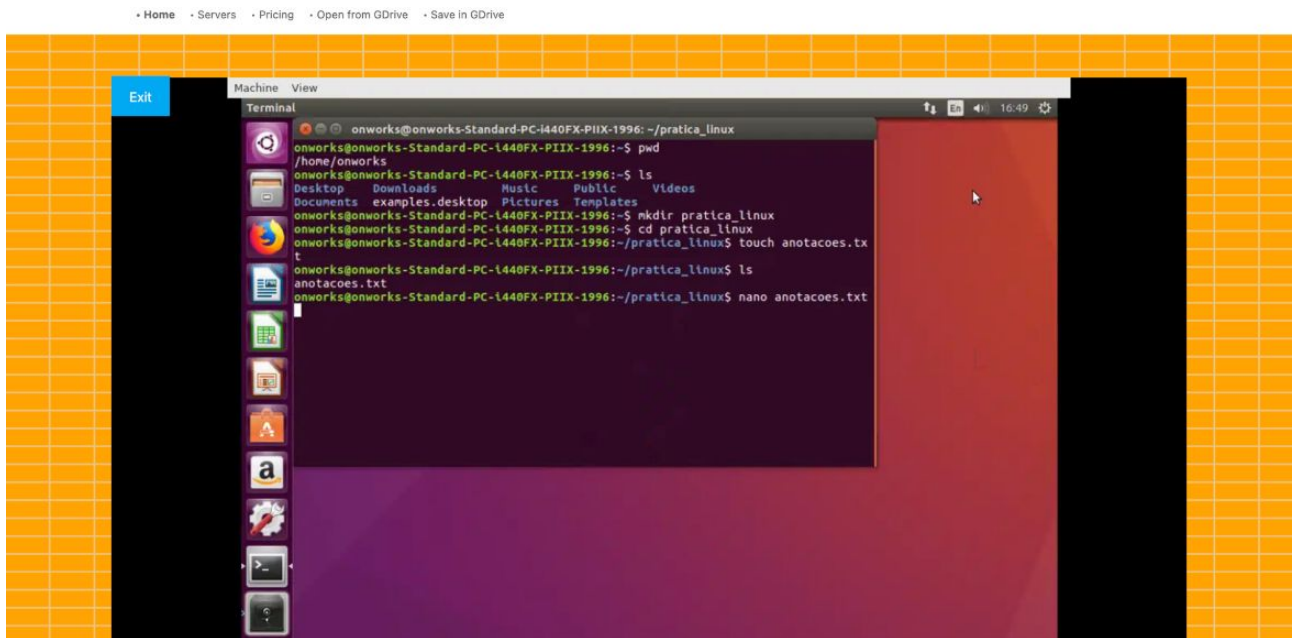 • Home • Servers • Pricing • Open from GDrive • Save in GDrive
Exit
Machine View
Terminal
En 16:49
onworks@onworks-Standard-PC-i440FX-PIIX-1996: ~/pratica_linux
onworks@onworks-Standard-PC-i440FX-PIIX-1996:~$ pwd
/home/onworks
onworks@onworks-Standard-PC-i440FX-PIIX-1996:~$ ls
Desktop Downloads Music Public Videos
Documents examples.desktop Pictures Templates
onworks@onworks-Standard-PC-i440FX-PIIX-1996:~$ mkdir pratica_linux
onworks@onworks-Standard-PC-i440FX-PIIX-1996:~$ cd pratica_linux
onworks@onworks-Standard-PC-i440FX-PIIX-1996:~/pratica_linux$ touch anotacoes.tx
t
onworks@onworks-Standard-PC-i440FX-PIIX-1996:~/pratica_linux$ ls
anotacoes.txt
onworks@onworks-Standard-PC-i440FX-PIIX-1996:~/pratica_linux$ nano anotacoes.txt
a